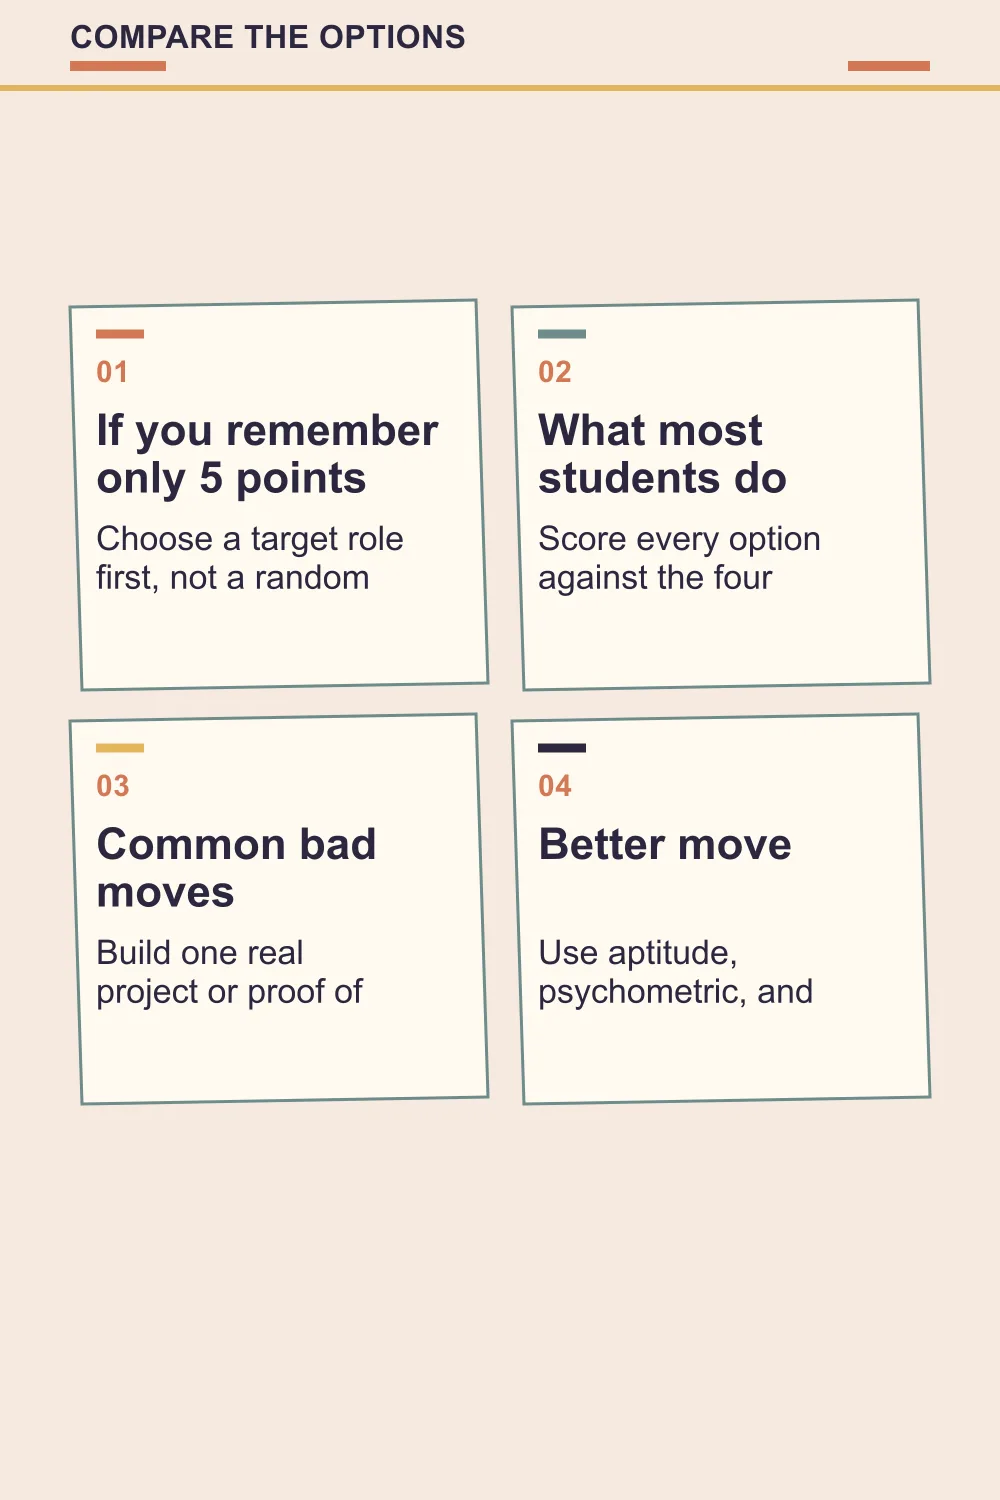 COMPARE THE OPTIONS
01
If you remember
only 5 points
Choose a target role
first, not a random
02
What most
students do
Score every option
against the four
03
Common bad
moves
Build one real
project or proof of
04
Better move
Use aptitude,
psychometric, and